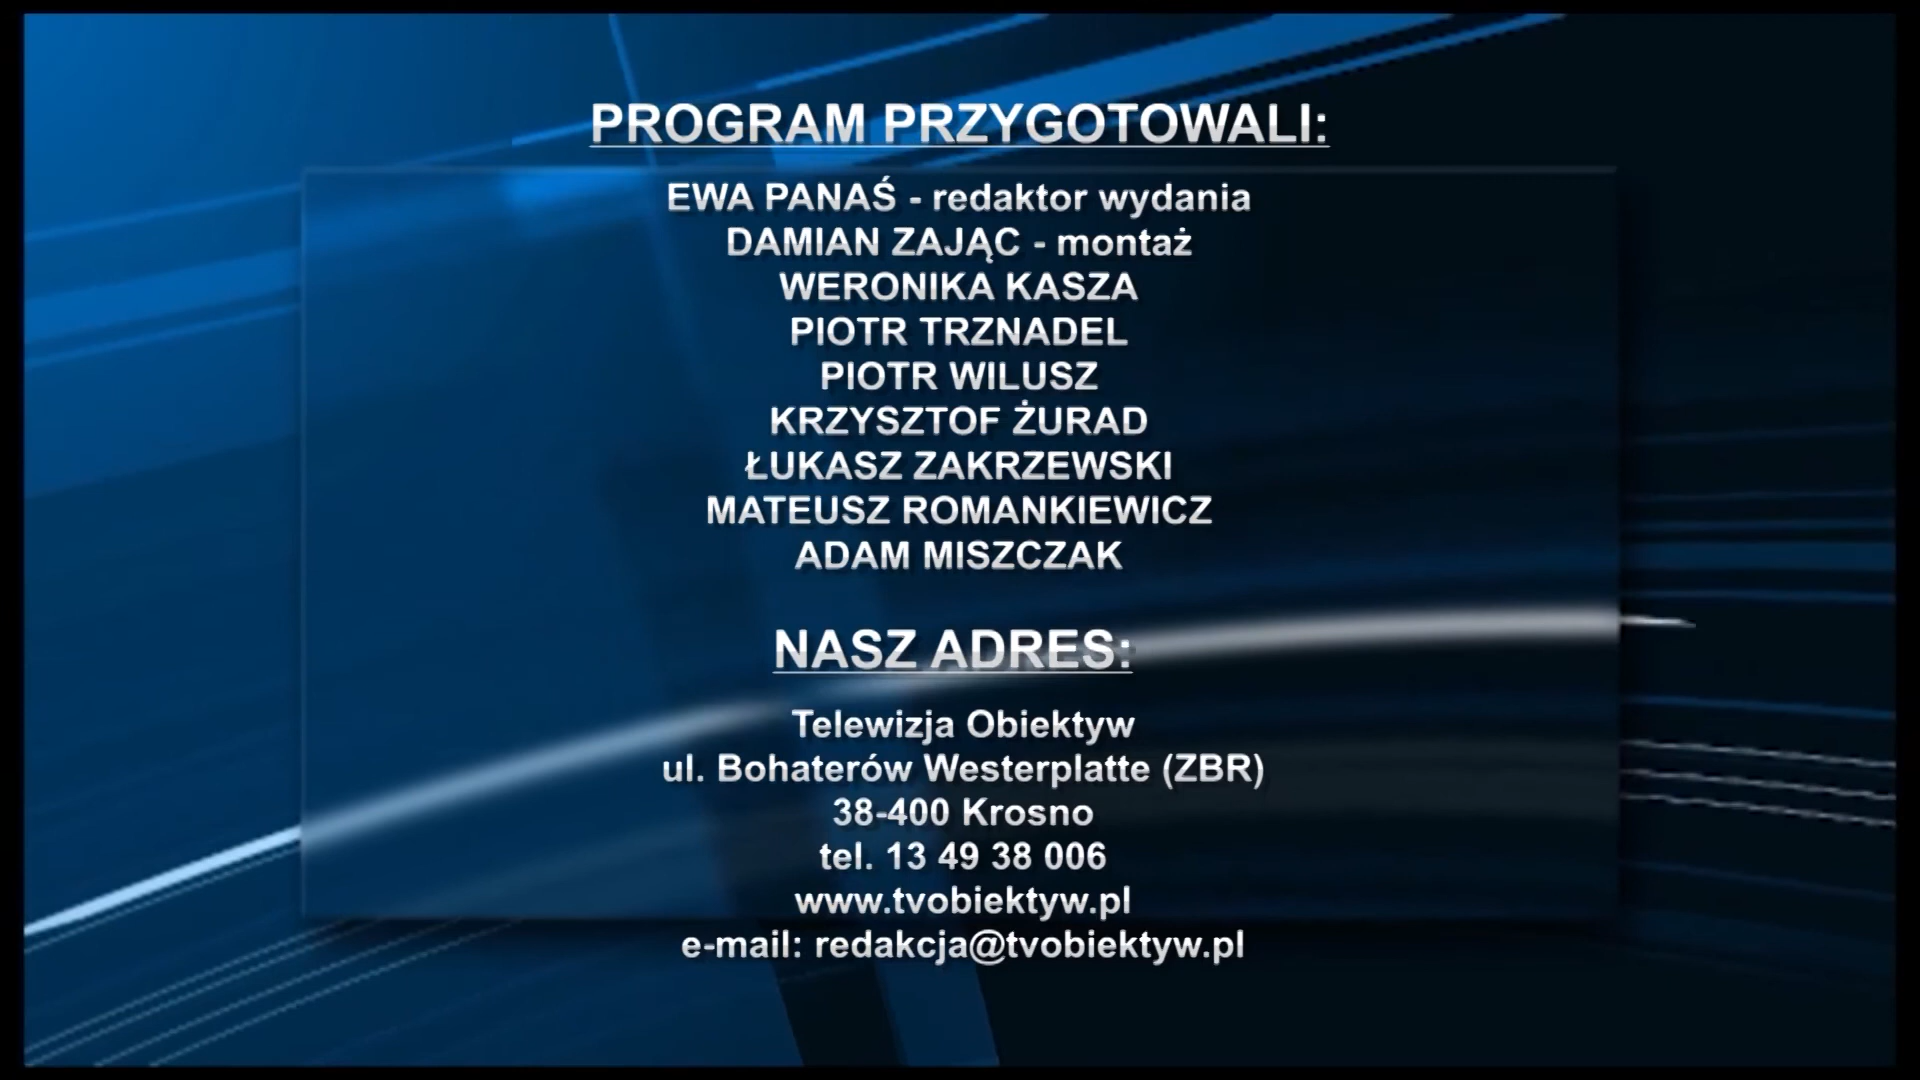 PROGRAM PRZYGOTOWALI:
EWA PANAŚ - redaktor wydania
DAMIAN ZAJĄC - montaż
WERONIKA KASZA
PIOTR TRZNADEL
PIOTR WILUSZ
KRZYSZTOF ŻURAD
ŁUKASZ ZAKRZEWSKI
MATEUSZ ROMANKIEWICZ
ADAM MISZCZAK
NASZ ADRES:
Telewizja Obiektyw
ul. Bohaterów Westerplatte (ZBR)
38-400 Krosno
tel. 13 49 38 006
www.tvobiektyw.pl
e-mail: redakcja@tvobiektyw.pl